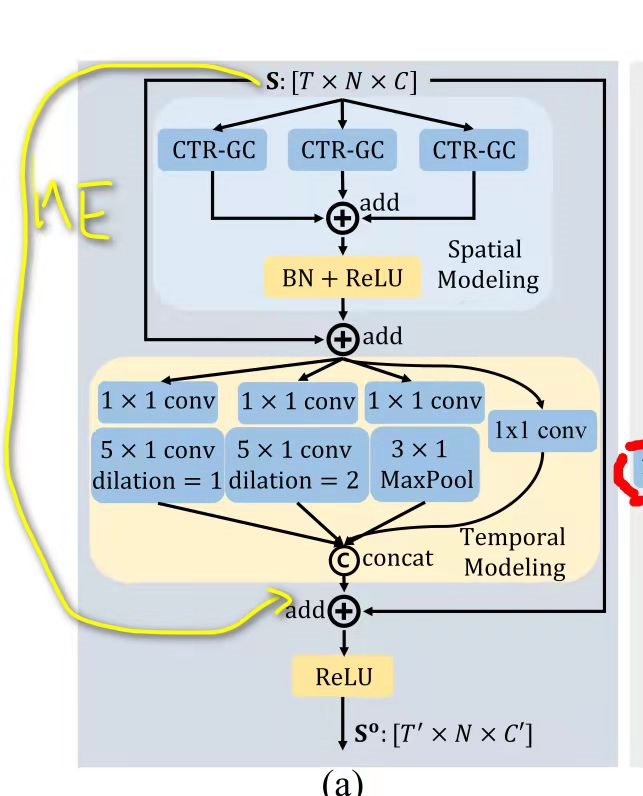 S: [T × N × C]
CTR-GC CTR-GC CTR-GC
add
BN + ReLU
Spatial
Modeling
add
1 × 1 conv 1 × 1 conv 1 × 1 conv
1x1 conv
5 × 1 conv
dilation = 1
5 × 1 conv
dilation = 2
3 × 1
MaxPool
C concat
Temporal
Modeling
add
ReLU
Sᵒ: [T′ × N × C′]
(a)